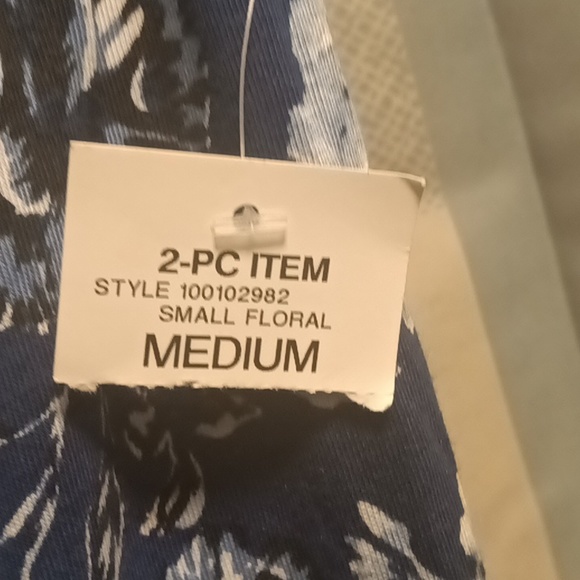 2-PC ITEM
STYLE 100102982
SMALL FLORAL
MEDIUM